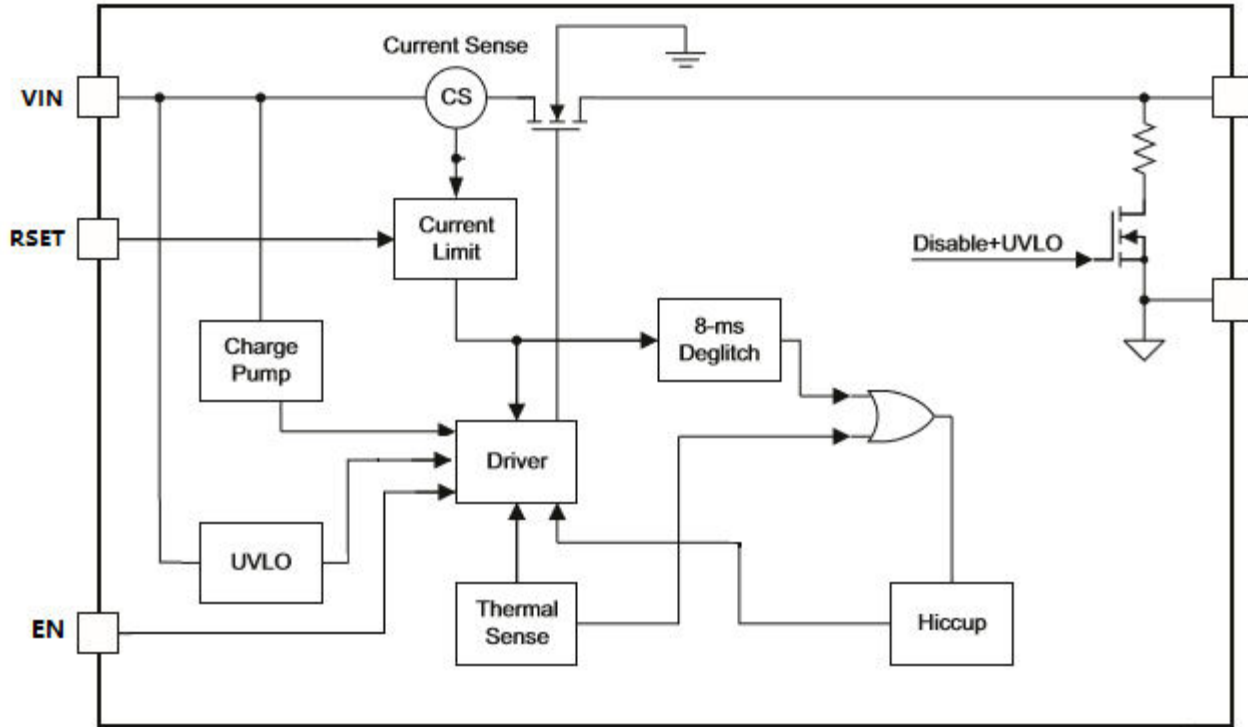 Current Sense
VIN
CS
RSET
Current
Limit
Disable+UVLO
8-ms
Deglitch
Charge
Pump
Driver
UVLO
Thermal
Sense
Hiccup
EN